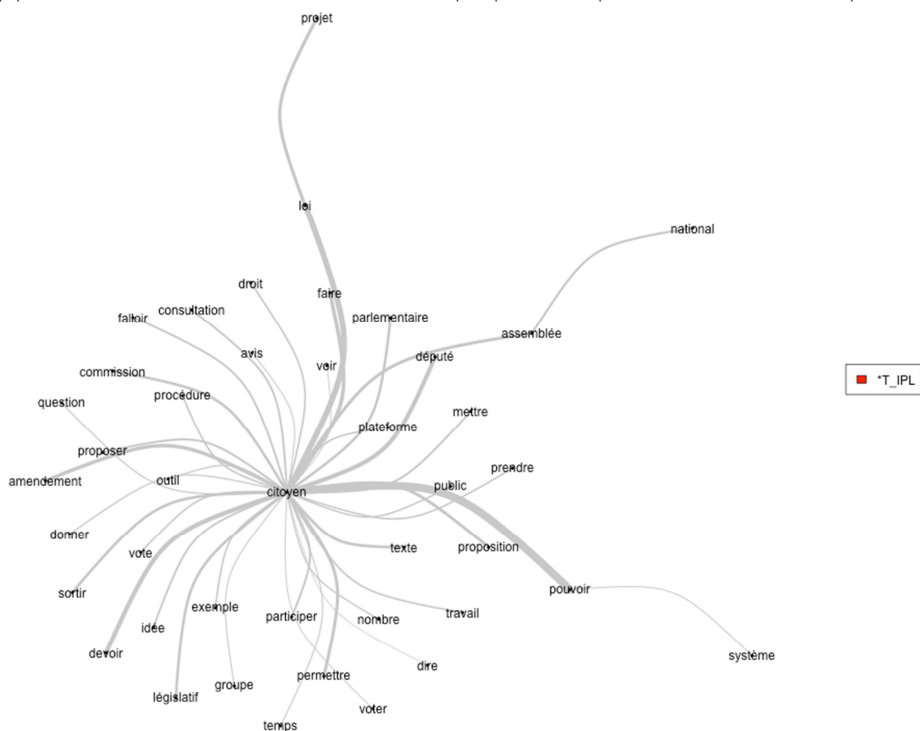 projet
loi
national
droit
faire
consultation
falloir
parlementaire
assemblée
avis
député
voir
commission
*T_IPL
procédure
question
mettre
plateforme
proposer
prendre
amendement
outil
public
citoyen
donner
texte
proposition
vote
pouvoir
sortir
exemple
travail
participer
nombre
idée
devoir
système
dire
permettre
groupe
législatif
voter
temps